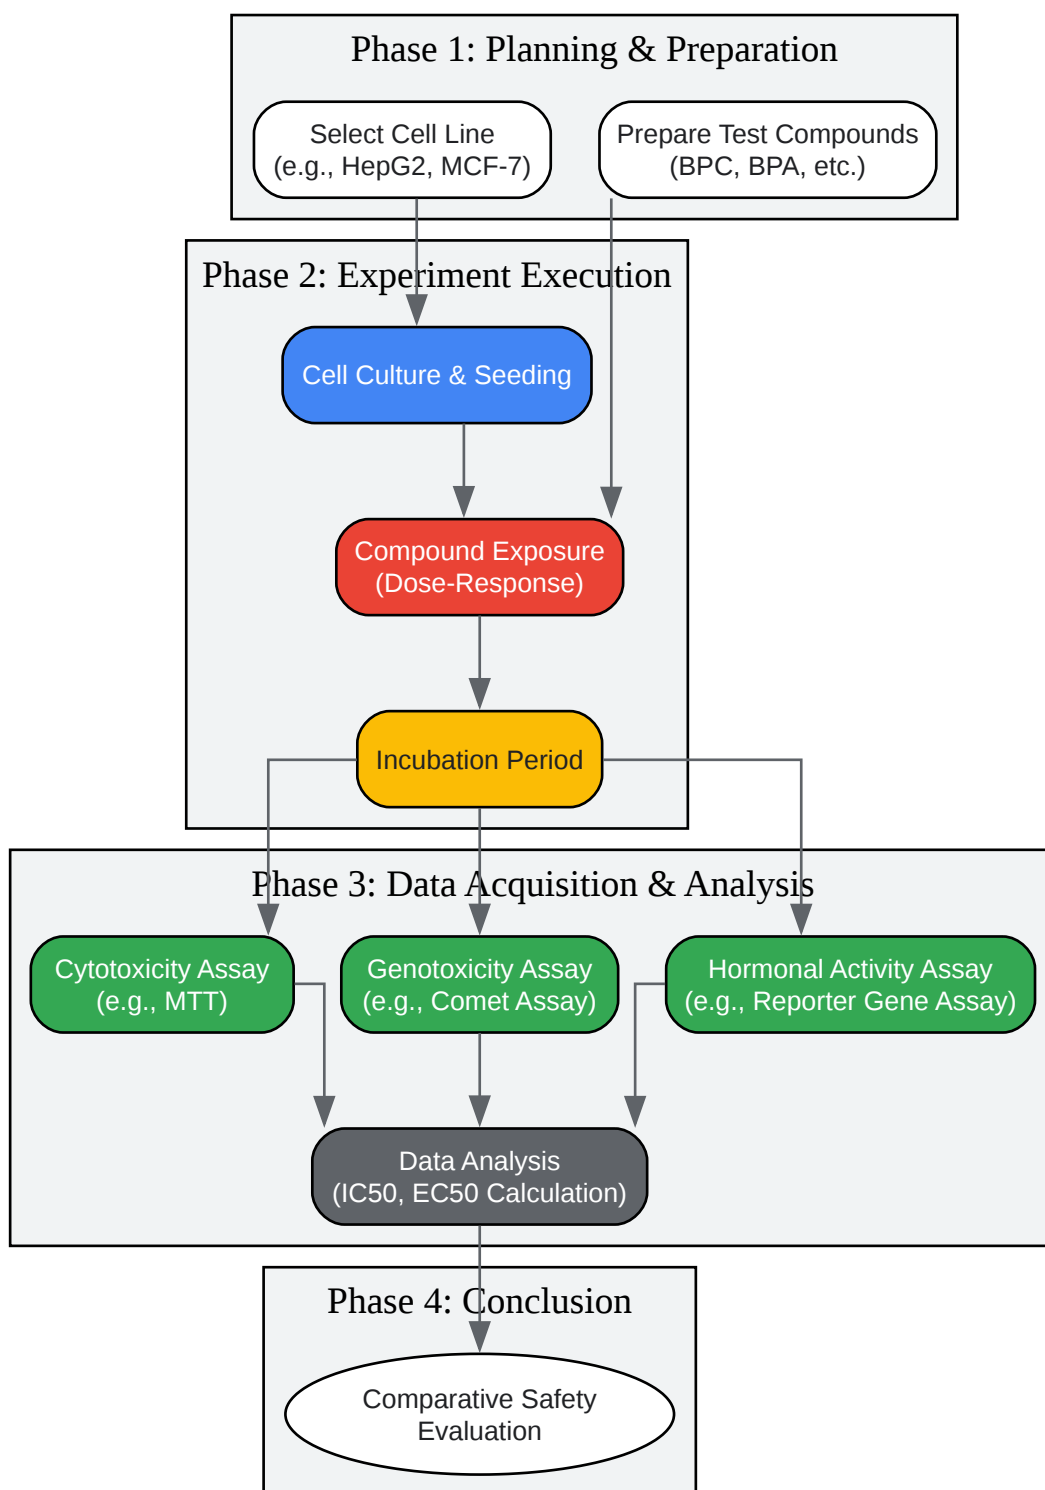 Phase 1: Planning & Preparation
Select Cell Line
(e.g., HepG2, MCF-7)
Prepare Test Compounds
(BPC, BPA, etc.)
Phase 2: Experiment Execution
Cell Culture & Seeding
Compound Exposure
(Dose-Response)
Incubation Period
Phase 3: Data Acquisition & Analysis
Cytotoxicity Assay
(e.g., MTT)
Genotoxicity Assay
(e.g., Comet Assay)
Hormonal Activity Assay
(e.g., Reporter Gene Assay)
Data Analysis
(IC50, EC50 Calculation)
Phase 4: Conclusion
Comparative Safety
Evaluation